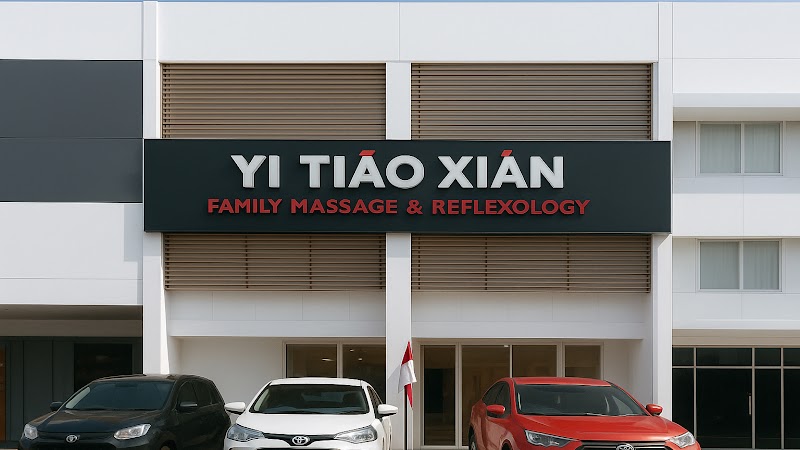 YI TIÁO XIÁN
FAMILY MASSAGE & REFLEXOLOGY